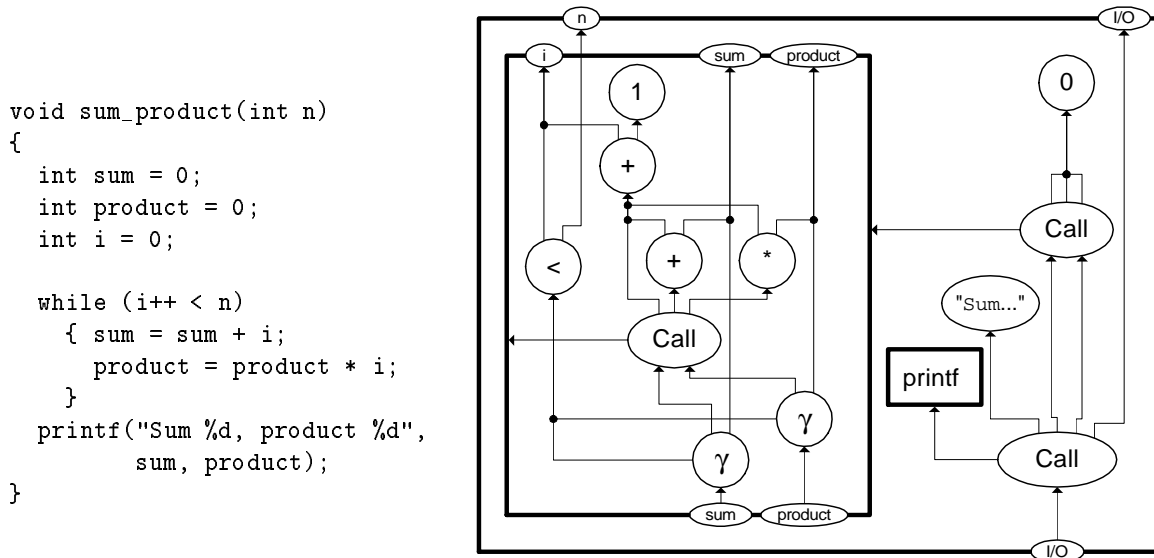 void sum_product(int n)
{
int sum = 0;
int product = 0;
int i = 0;
while (i++ < n)
{ sum = sum + i;
product = product * i;
}
printf("Sum %d, product %d",
sum, product);
}
n
I/O
i
sum
product
1
0
+
Call
<
+
*
"Sum..."
Call
printf
γ
γ
Call
sum
product
I/O